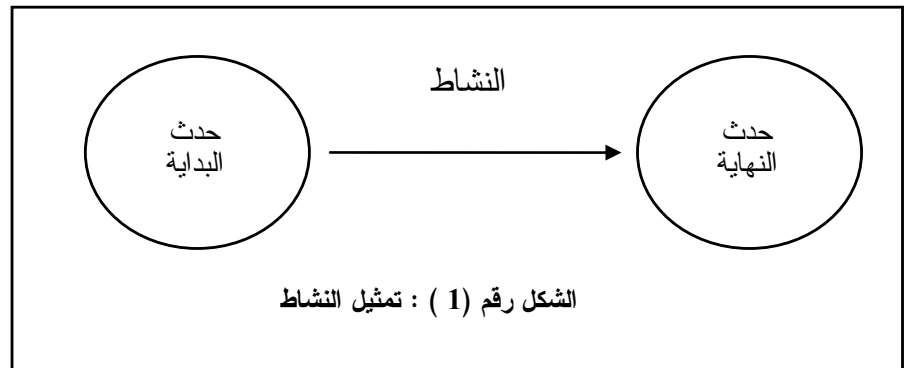 النشاط
حدث
البداية
حدث
النهاية
الشكل رقم (1 ) : تمثيل النشاط